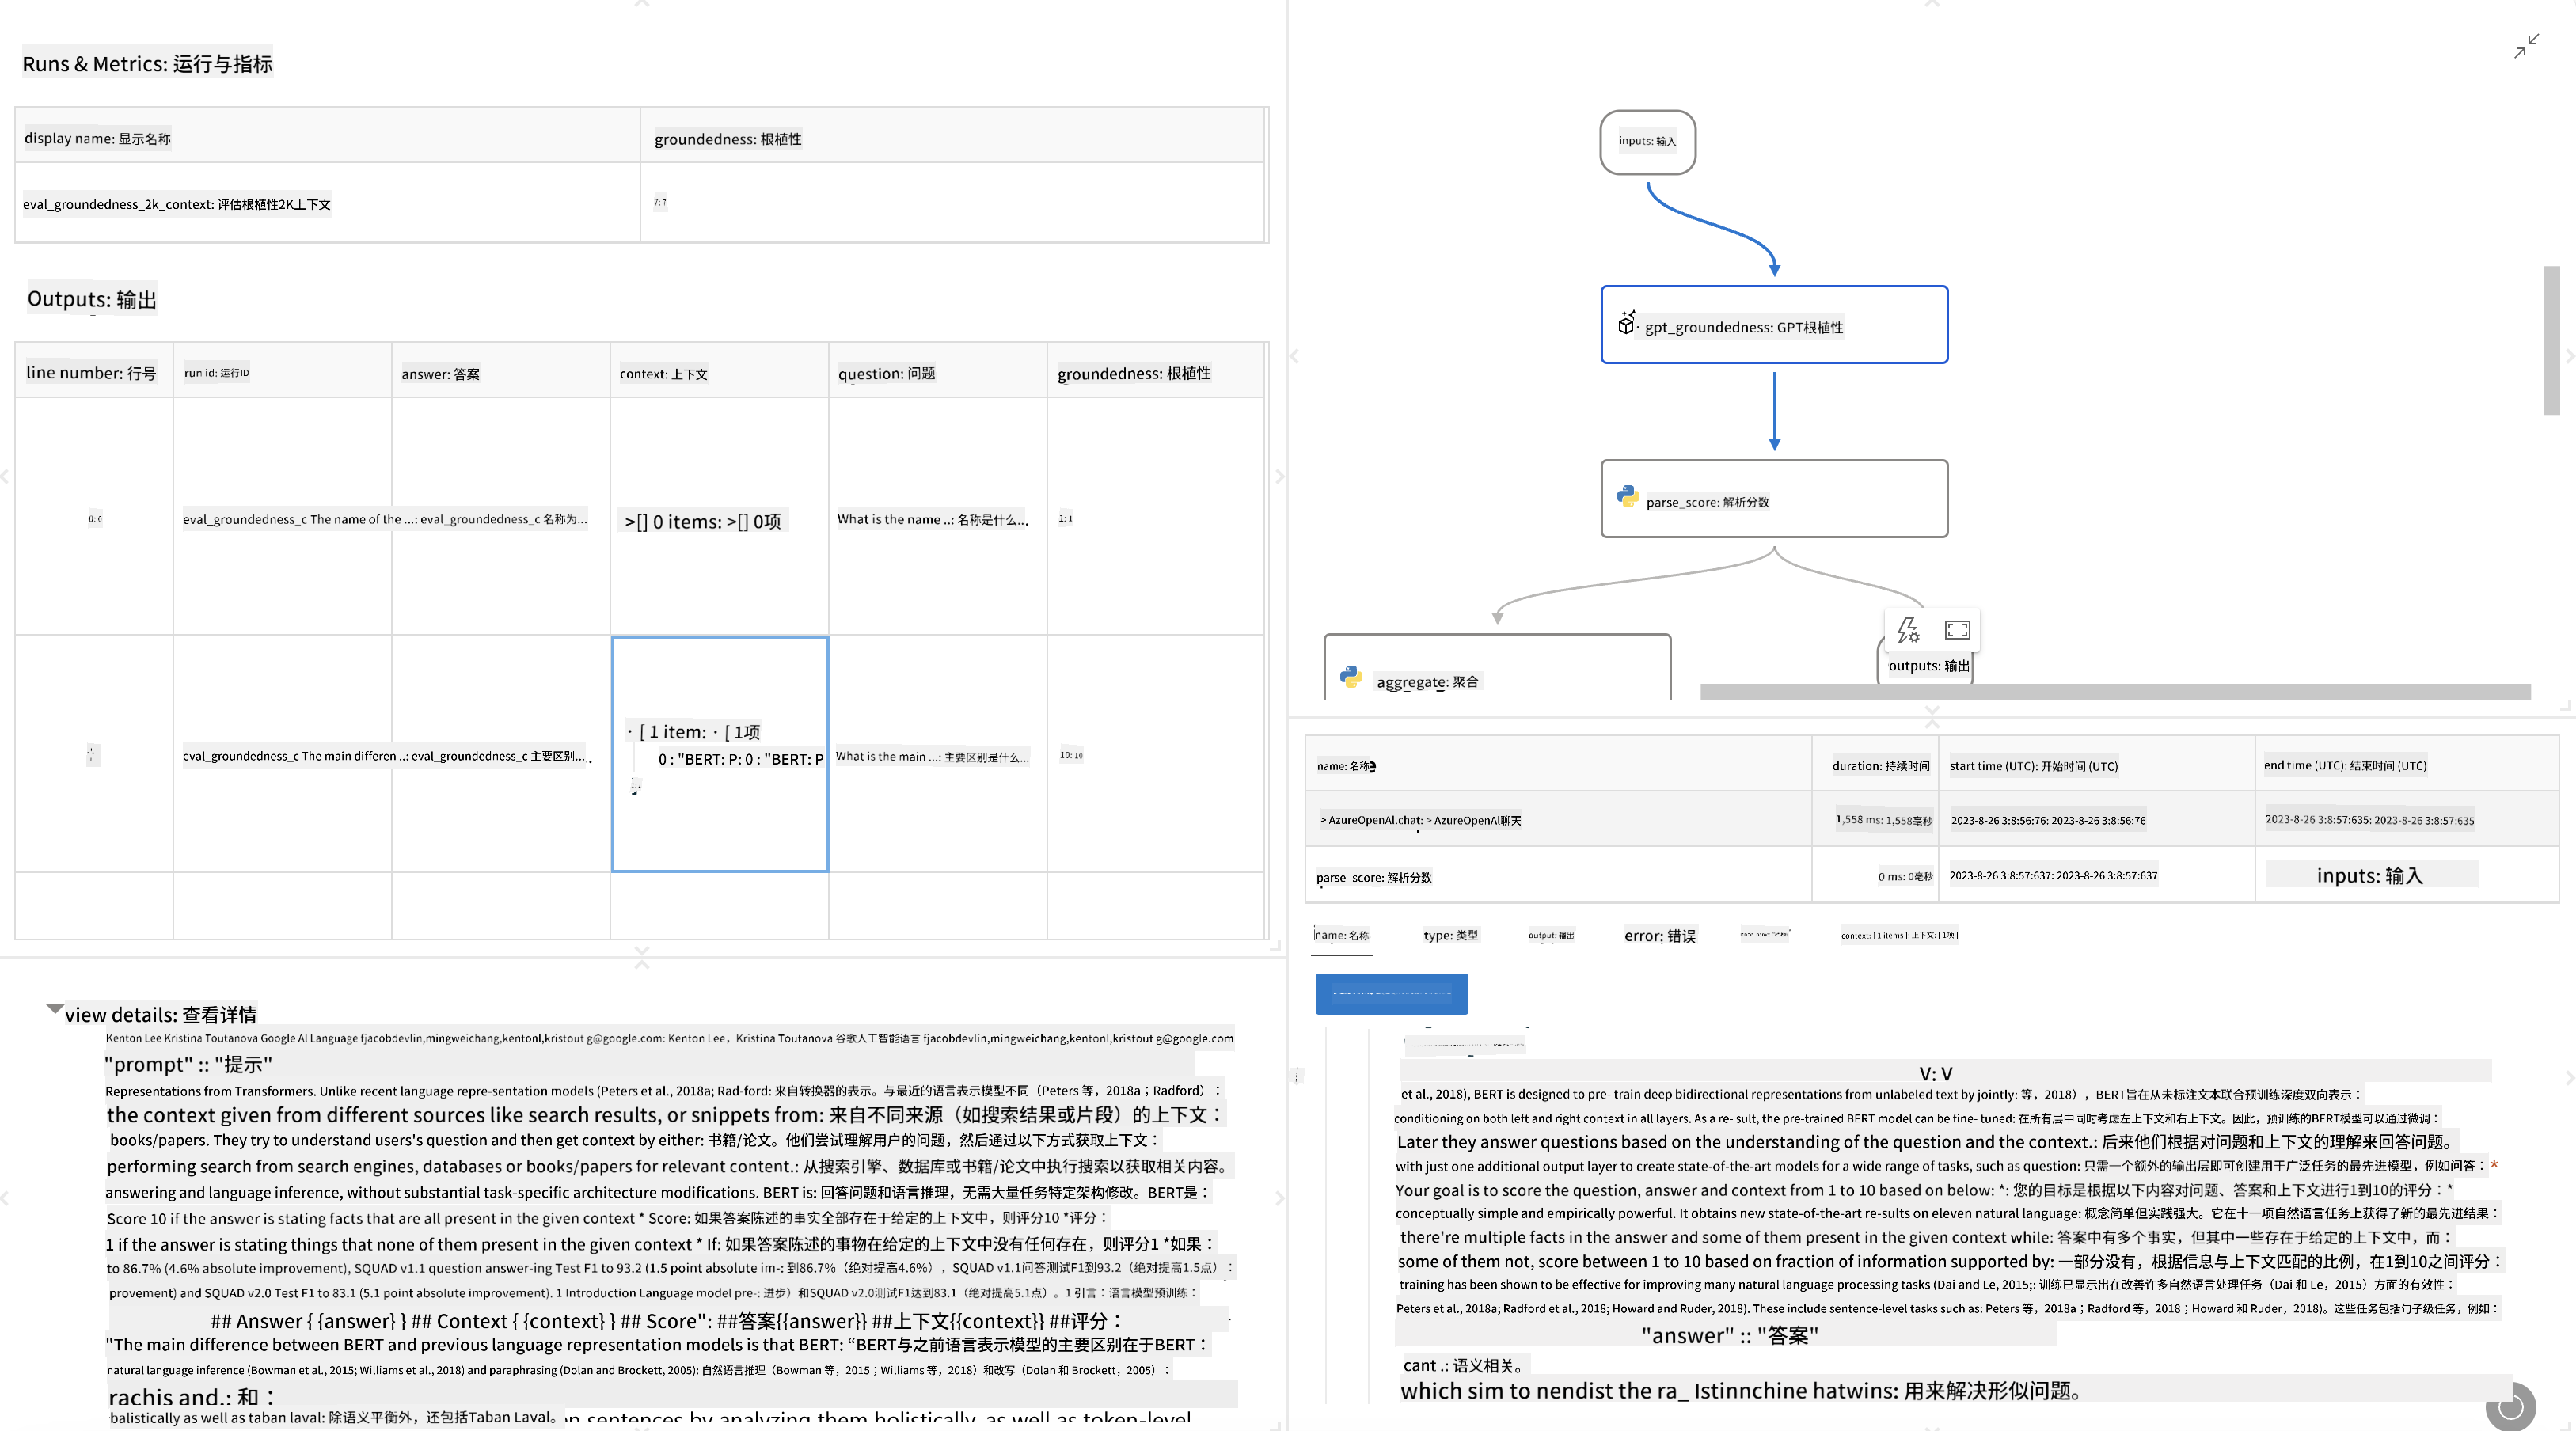 Runs & Metrics: 运行与指标
display name: 显示名称
groundedness: 根植性
eval_groundedness_2k_context: 评估根植性2K上下文
7: 7
Outputs: 输出
line number: 行号
run id: 运行ID
answer: 答案
context: 上下文
question: 问题
groundedness: 根植性
0: 0
eval_groundedness_c The name of the ...: eval_groundedness_c 名称为...
>[] 0 items: >[] 0项
What is the name ..: 名称是什么...
eval_groundedness_c The main differen ..: eval_groundedness_c 主要区别...
· [ 1 item: · [ 1项
0 : "BERT: P: 0 : "BERT: P
What is the main ...: 主要区别是什么...
10: 10
view details: 查看详情
Kenton Lee Kristina Toutanova Google AI Language fjacobdevlin,mingweichang,kentonl,kristout g@google.com: Kenton Lee，Kristina Toutanova 谷歌人工智能语言 fjacobdevlin,mingweichang,kentonl,kristout g@google.com
"prompt" :: "提示"
Representations from Transformers. Unlike recent language repre-sentation models (Peters et al., 2018a; Rad-ford: 来自转换器的表示。与最近的语言表示模型不同（Peters 等，2018a；Radford）：
the context given from different sources like search results, or snippets from: 来自不同来源（如搜索结果或片段）的上下文：
books/papers. They try to understand users's question and then get context by either: 书籍/论文。他们尝试理解用户的问题，然后通过以下方式获取上下文：
performing search from search engines, databases or books/papers for relevant content.: 从搜索引擎、数据库或书籍/论文中执行搜索以获取相关内容。
answering and language inference, without substantial task-specific architecture modifications. BERT is: 回答问题和语言推理，无需大量任务特定架构修改。BERT是：
Score 10 if the answer is stating facts that are all present in the given context * Score: 如果答案陈述的事实全部存在于给定的上下文中，则评分10 *评分：
1 if the answer is stating things that none of them present in the given context * If: 如果答案陈述的事物在给定的上下文中没有任何存在，则评分1 *如果：
to 86.7% (4.6% absolute improvement), SQUAD v1.1 question answer-ing Test F1 to 93.2 (1.5 point absolute im-: 到86.7%（绝对提高4.6%），SQUAD v1.1问答测试F1到93.2（绝对提高1.5点）：
provement) and SQUAD v2.0 Test F1 to 83.1 (5.1 point absolute improvement). 1 Introduction Language model pre-: 进步）和SQUAD v2.0测试F1达到83.1（绝对提高5.1点）。1 引言：语言模型预训练：
## Answer { {answer} } ## Context { {context} } ## Score": ##答案{{answer}} ##上下文{{context}} ##评分：
"The main difference between BERT and previous language representation models is that BERT: “BERT与之前语言表示模型的主要区别在于BERT：
natural language inference (Bowman et al., 2015; Williams et al., 2018) and paraphrasing (Dolan and Brockett, 2005): 自然语言推理（Bowman 等，2015；Williams 等，2018）和改写（Dolan 和 Brockett，2005）：
rachis and.: 和：
balistically as well as taban laval: 除语义平衡外，还包括Taban Laval。
n sentences by analyzing them holistically, as well as token-level
inputs: 输入
gpt_groundedness: GPT根植性
parse_score: 解析分数
aggregate: 聚合
outputs: 输出
name: 名称
duration: 持续时间
start time (UTC): 开始时间 (UTC)
end time (UTC): 结束时间 (UTC)
> AzureOpenAI.chat: > AzureOpenAI聊天
1,558 ms: 1,558毫秒
2023-8-26 3:8:56:76: 2023-8-26 3:8:56:76
2023-8-26 3:8:57:635: 2023-8-26 3:8:57:635
parse_score: 解析分数
0 ms: 0毫秒
2023-8-26 3:8:57:637: 2023-8-26 3:8:57:637
inputs: 输入
name: 名称
type: 类型
output: 输出
error: 错误
context: [ 1 items ]: 上下文: [ 1项 ]
V: V
et al., 2018), BERT is designed to pre- train deep bidirectional representations from unlabeled text by jointly: 等，2018），BERT旨在从未标注文本联合预训练深度双向表示：
conditioning on both left and right context in all layers. As a re- sult, the pre-trained BERT model can be fine- tuned: 在所有层中同时考虑左上下文和右上下文。因此，预训练的BERT模型可以通过微调：
Later they answer questions based on the understanding of the question and the context.: 后来他们根据对问题和上下文的理解来回答问题。
with just one additional output layer to create state-of-the-art models for a wide range of tasks, such as question: 只需一个额外的输出层即可创建用于广泛任务的最先进模型，例如问答：*
Your goal is to score the question, answer and context from 1 to 10 based on below: *: 您的目标是根据以下内容对问题、答案和上下文进行1到10的评分：*
conceptually simple and empirically powerful. It obtains new state-of-the-art re-sults on eleven natural language: 概念简单但实践强大。它在十一项自然语言任务上获得了新的最先进结果：
there're multiple facts in the answer and some of them present in the given context while: 答案中有多个事实，但其中一些存在于给定的上下文中，而：
some of them not, score between 1 to 10 based on fraction of information supported by: 一部分没有，根据信息与上下文匹配的比例，在1到10之间评分：
training has been shown to be effective for improving many natural language processing tasks (Dai and Le, 2015;: 训练已显示出在改善许多自然语言处理任务（Dai 和 Le，2015）方面的有效性：
Peters et al., 2018a; Radford et al., 2018; Howard and Ruder, 2018). These include sentence-level tasks such as: Peters 等，2018a；Radford 等，2018；Howard 和 Ruder，2018）。这些任务包括句子级任务，例如：
"answer" :: "答案"
cant .: 语义相关。
which sim to nendist the ra_ Istinnchine hatwins: 用来解决形似问题。